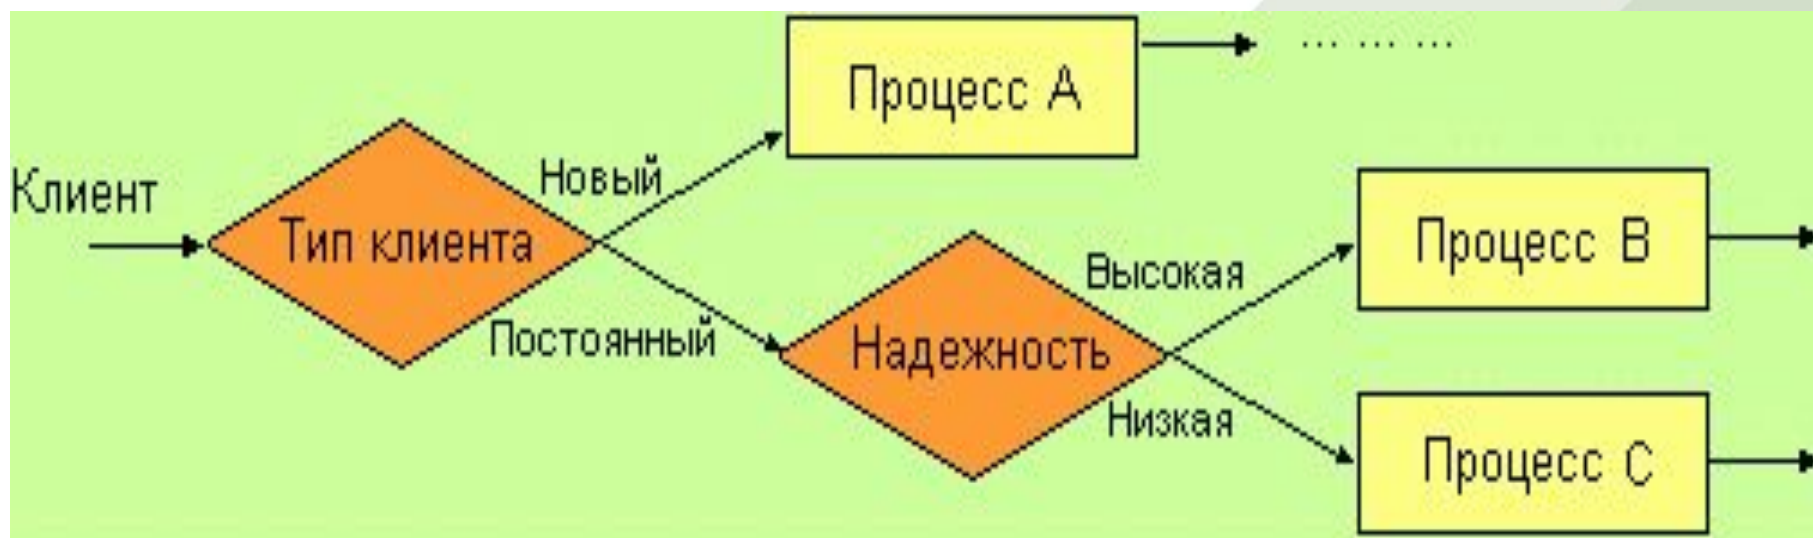 Процесс А
... ... ...
Клиент
Новый
Тип клиента
Постоянный
Высокая
Надежность
Низкая
Процесс В
Процесс С